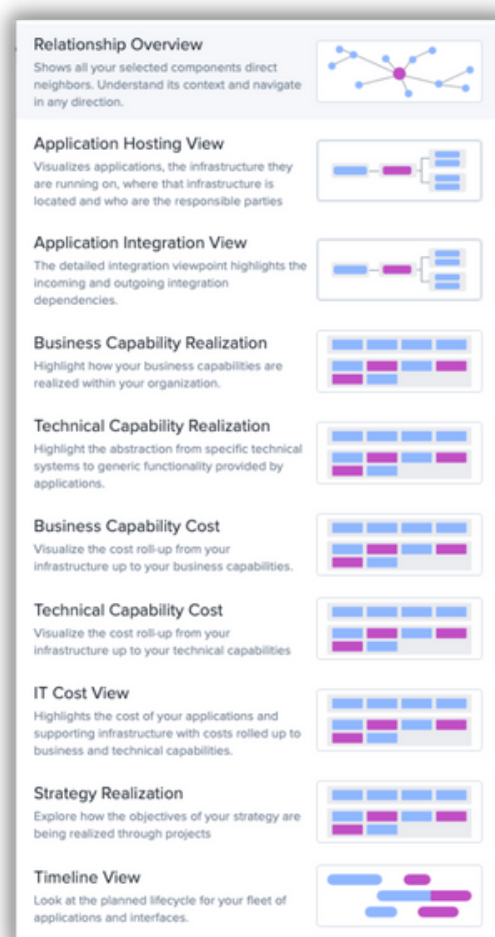 Relationship Overview
Shows all your selected components direct
neighbors. Understand its context and navigate
in any direction.
Application Hosting View
Visualizes applications, the infrastructure they
are running on, where that infrastructure is
located and who are the responsible parties
Application Integration View
The detailed integration viewpoint highlights the
incoming and outgoing integration
dependencies.
Business Capability Realization
Highlight how your business capabilities are
realized within your organization.
Technical Capability Realization
Highlight the abstraction from specific technical
systems to generic functionality provided by
applications.
Business Capability Cost
Visualize the cost roll-up from your
infrastructure up to your business capabilities.
Technical Capability Cost
Visualize the cost roll-up from your
infrastructure up to your technical capabilities
IT Cost View
Highlights the cost of your applications and
supporting infrastructure with costs rolled up to
business and technical capabilities.
Strategy Realization
Explore how the objectives of your strategy are
being realized through projects
Timeline View
Look at the planned lifecycle for your fleet of
applications and interfaces.